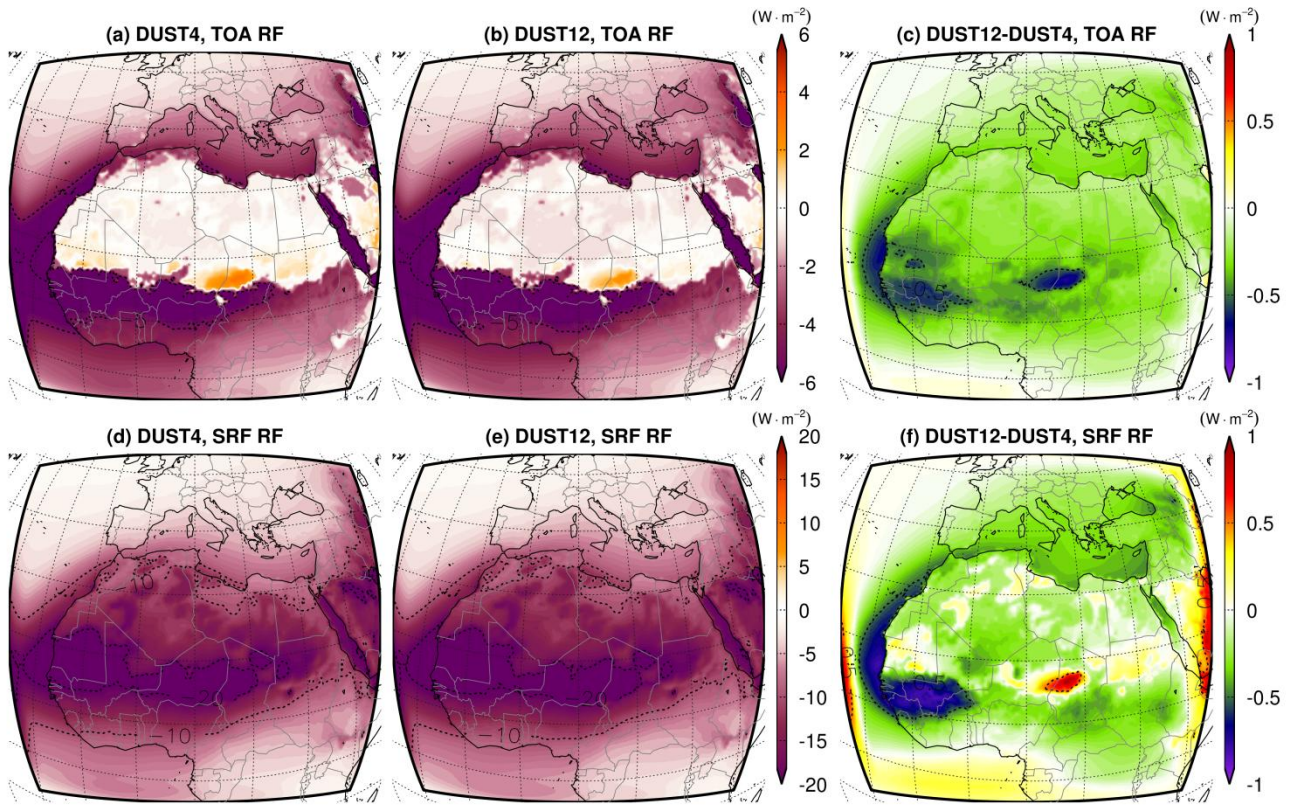 (W · m⁻²)
(W · m⁻²)
(a) DUST4, TOA RF
(b) DUST12, TOA RF
(c) DUST12-DUST4, TOA RF
6
4
2
0
-2
-4
-6
1
0.5
0
-0.5
-1
-5
(W · m⁻²)
(W · m⁻²)
(d) DUST4, SRF RF
(e) DUST12, SRF RF
(f) DUST12-DUST4, SRF RF
20
15
10
5
0
-5
-10
-15
-20
1
0.5
0
-0.5
-1
-10
-10